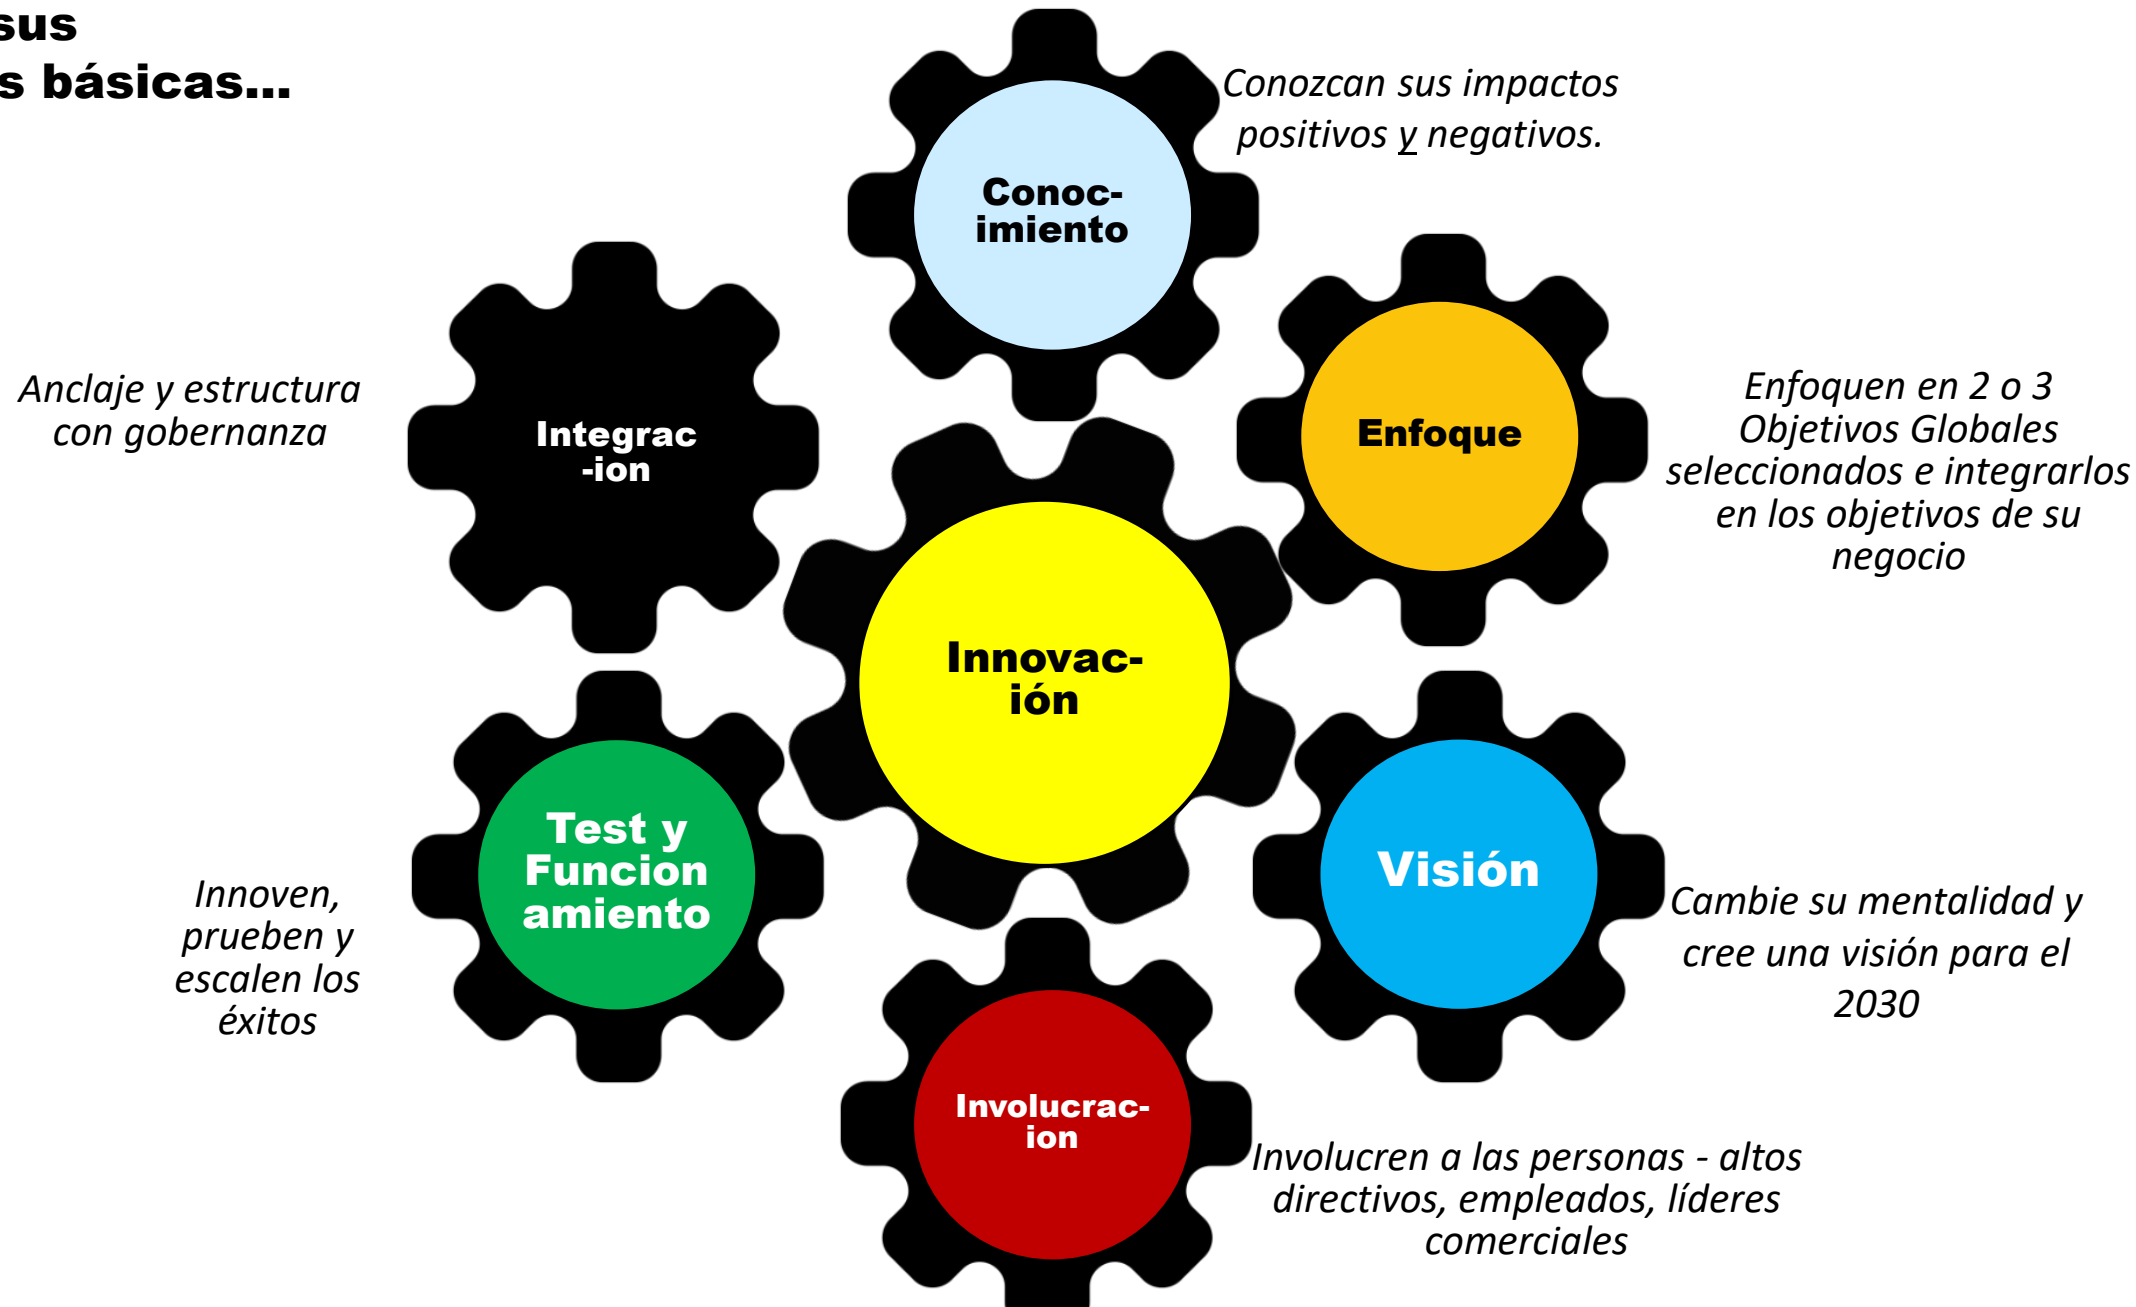 sus
s básicas...
Conozcan sus impactos
positivos y negativos.
Conoc-
imiento
Anclaje y estructura
con gobernanza
Integrac
-ion
Enfoque
Enfoquen en 2 o 3
Objetivos Globales
seleccionados e integrarlos
en los objetivos de su
negocio
Innovac-
ión
Test y
Funcion
amiento
Innoven,
prueben y
escalen los
éxitos
Visión
Cambie su mentalidad y
cree una visión para el
2030
Involucrac-
ion
Involucren a las personas - altos
directivos, empleados, líderes
comerciales